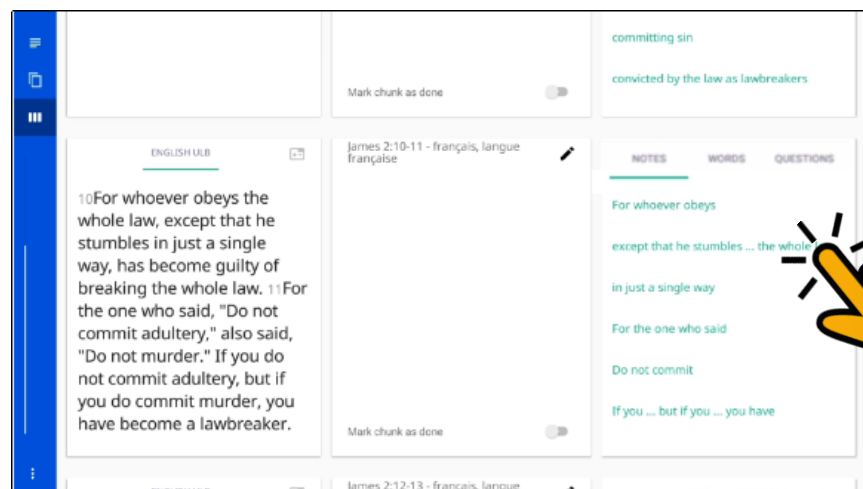 committing sin
convicted by the law as lawbreakers
Mark chunk as done
ENGLISH ULB
10For whoever obeys the
whole law, except that he
stumbles in just a single
way, has become guilty of
breaking the whole law. 11For
the one who said, "Do not
commit adultery," also said,
"Do not murder." If you do
not commit adultery, but if
you do commit murder, you
have become a lawbreaker.
James 2:10-11 - français, langue
française
Mark chunk as done
NOTES WORDS QUESTIONS
For whoever obeys
except that he stumbles ... the whole
in just a single way
For the one who said
Do not commit
If you ... but if you ... you have
ENGLISH ULB
James 2:12-13 - français, langue